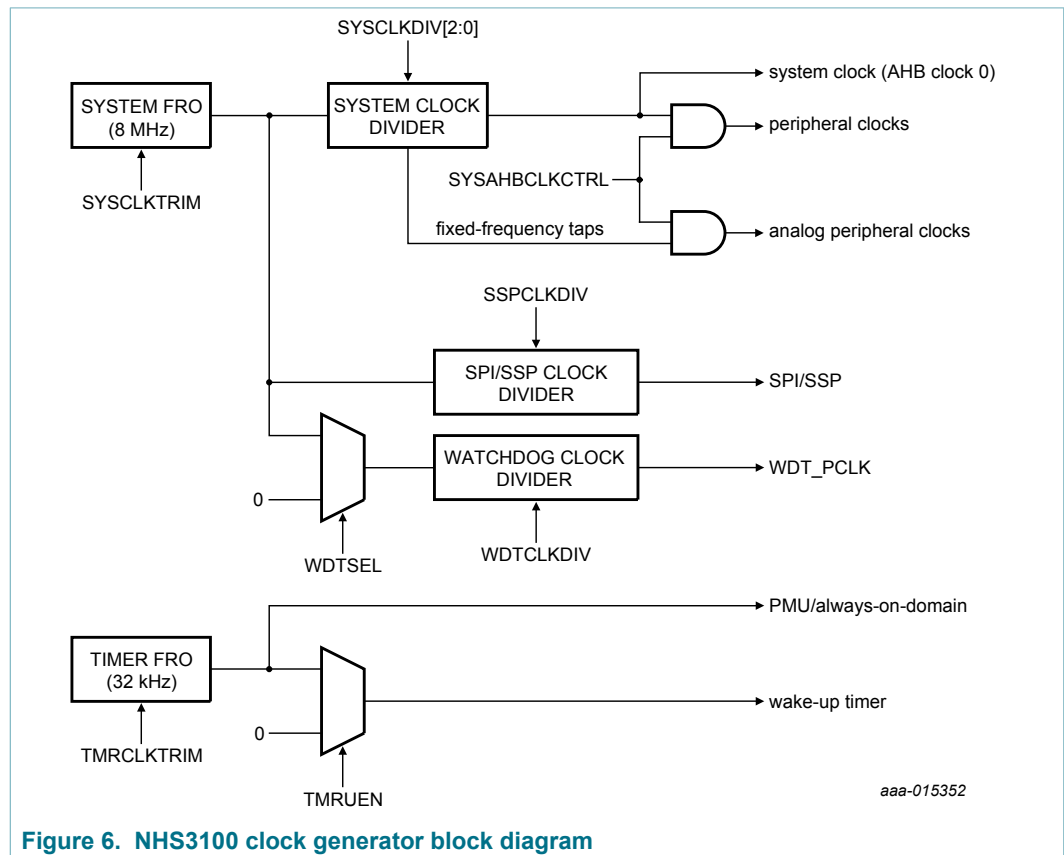 SYSCLKDIV[2:0]
system clock (AHB clock 0)
SYSTEM FRO
(8 MHz)
SYSTEM CLOCK
DIVIDER
peripheral clocks
SYSAHBCLKCTRL
SYSCLKTRIM
fixed-frequency taps
analog peripheral clocks
SSPCLKDIV
SPI/SSP CLOCK
DIVIDER
SPI/SSP
WATCHDOG CLOCK
DIVIDER
WDT_PCLK
0
WDTSEL
WDTCLKDIV
PMU/always-on-domain
TIMER FRO
(32 kHz)
wake-up timer
0
TMRCLKTRIM
TMRUEN
aaa-015352
Figure 6. NHS3100 clock generator block diagram